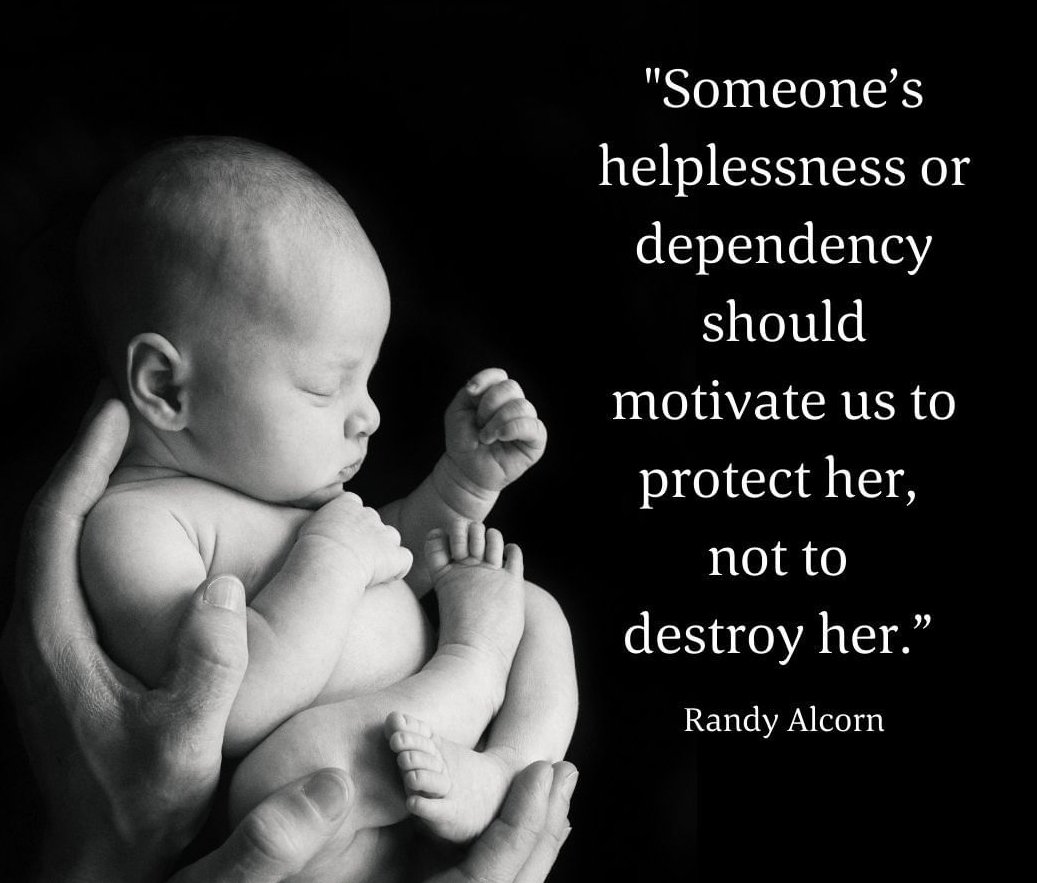 "Someone’s
helplessness or
dependency
should
motivate us to
protect her,
not to
destroy her.”
Randy Alcorn